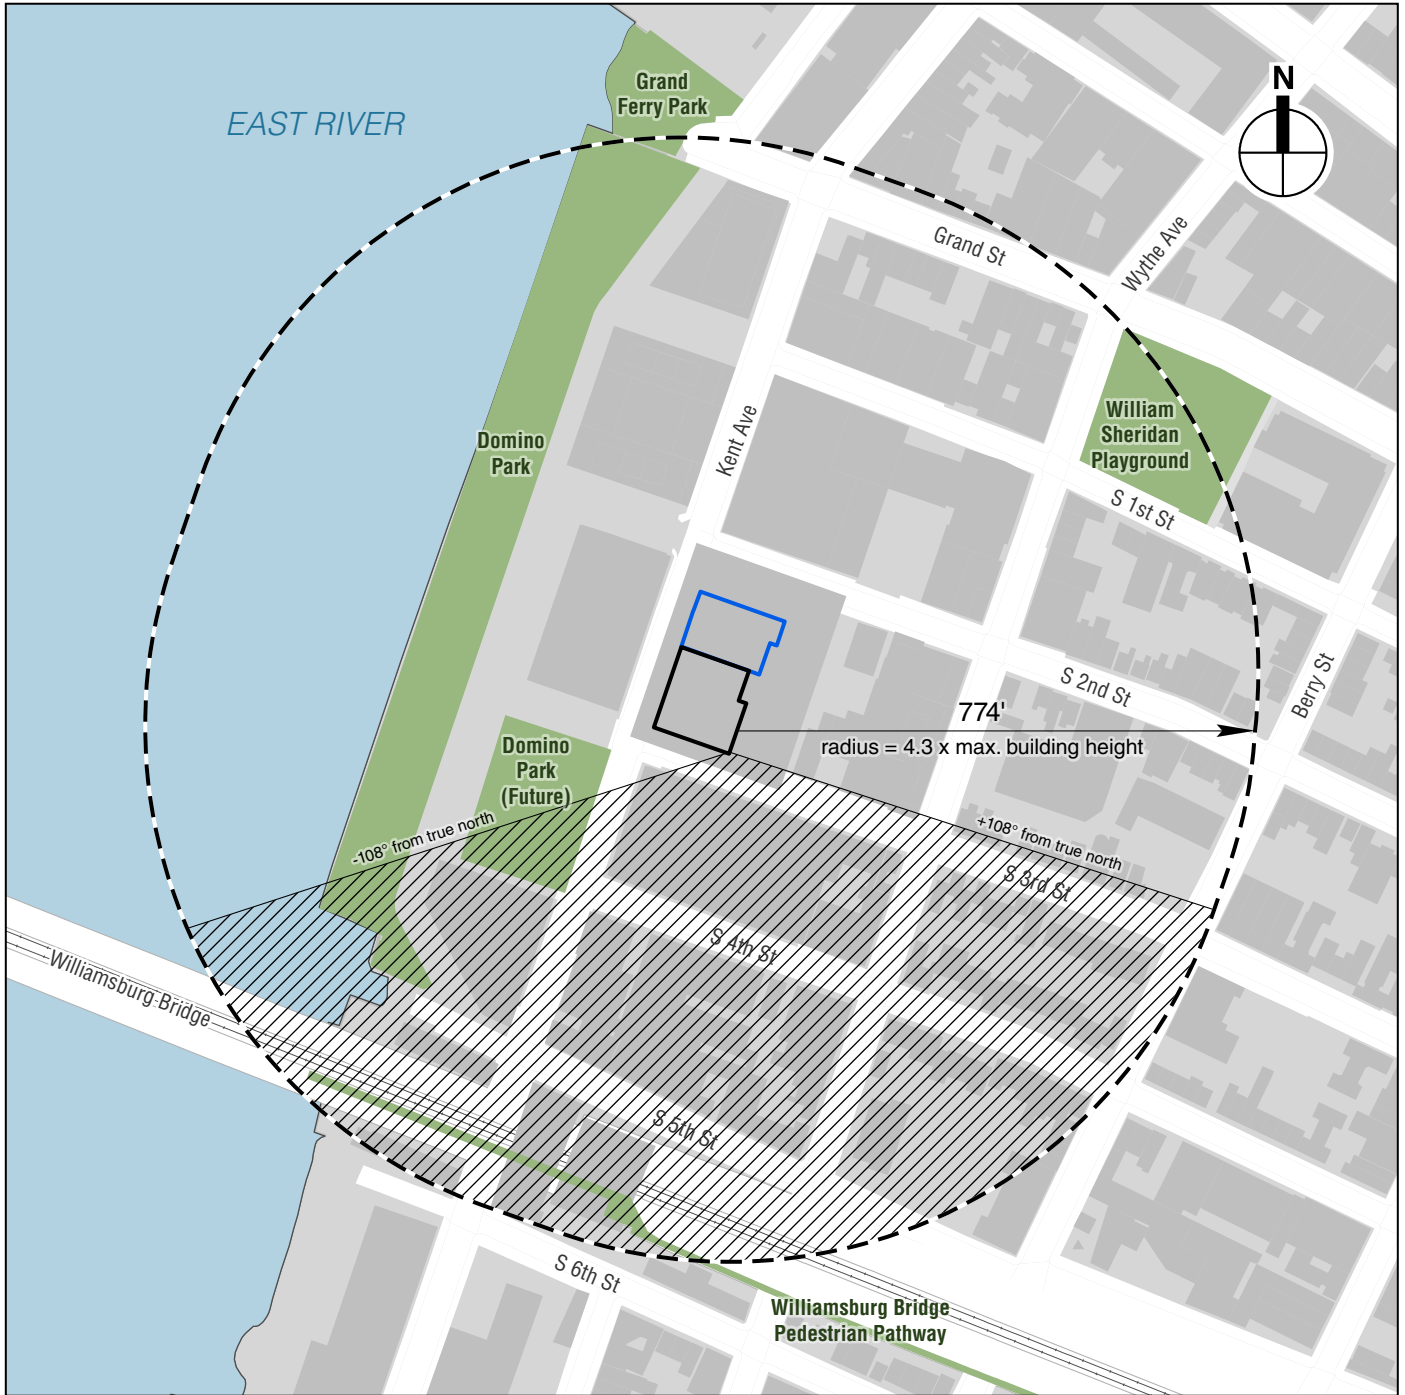 Grand
Ferry Park
N
EAST RIVER
Grand St
Wythe Ave
William
Sheridan
Playground
Domino
Park
Kent Ave
S 1st St
S 2nd St
Berry St
774'
radius = 4.3 x max. building height
Domino
Park
(Future)
-108° from true north
+108° from true north
S 3rd St
S 4th St
Williamsburg Bridge
S 5th St
S 6th St
Williamsburg Bridge
Pedestrian Pathway